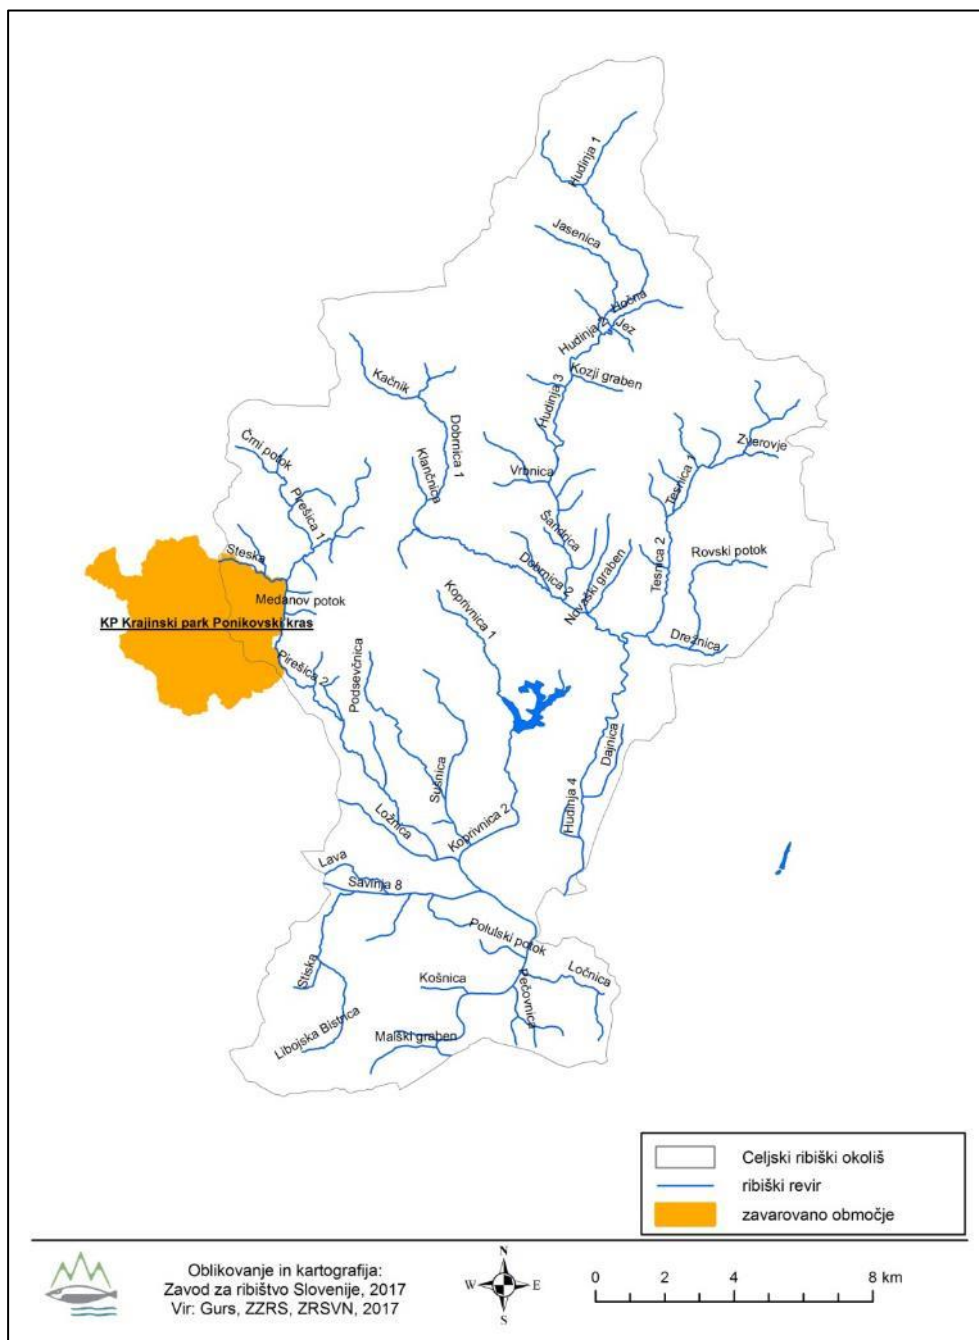 Hudinja 1
Jasenica
Hočna
Jez
Hudinja 2
Kozji graben
Kačnik
Hudinja 3
Dobrnica 1
Zverovje
Črni potok
Klančnica
Vrbnica
Tesnica 1
Pirešica 1
Šandrica
Steska
Dobrnica 2
Novaški graben
Tesnica 2
Rovski potok
Medanov potok
Koprivnica 1
KP Krajinski park Ponikovski kras
Drežnica
Pirešica 2
Podsevčnica
Dajnica
Sušnica
Hudinja 4
Ložnica
Koprivnica 2
Lava
Savinja 8
Polulski potok
Stiska
Košnica
Pečovnica
Ločnica
Libojska Bistrica
Malški graben
Celjski ribiški okoliš
ribiški revir
zavarovano območje
Oblikovanje in kartografija:
Zavod za ribištvo Slovenije, 2017
Vir: Gurs, ZZRS, ZRSVN, 2017
N
W E
S
0 2 4 8 km